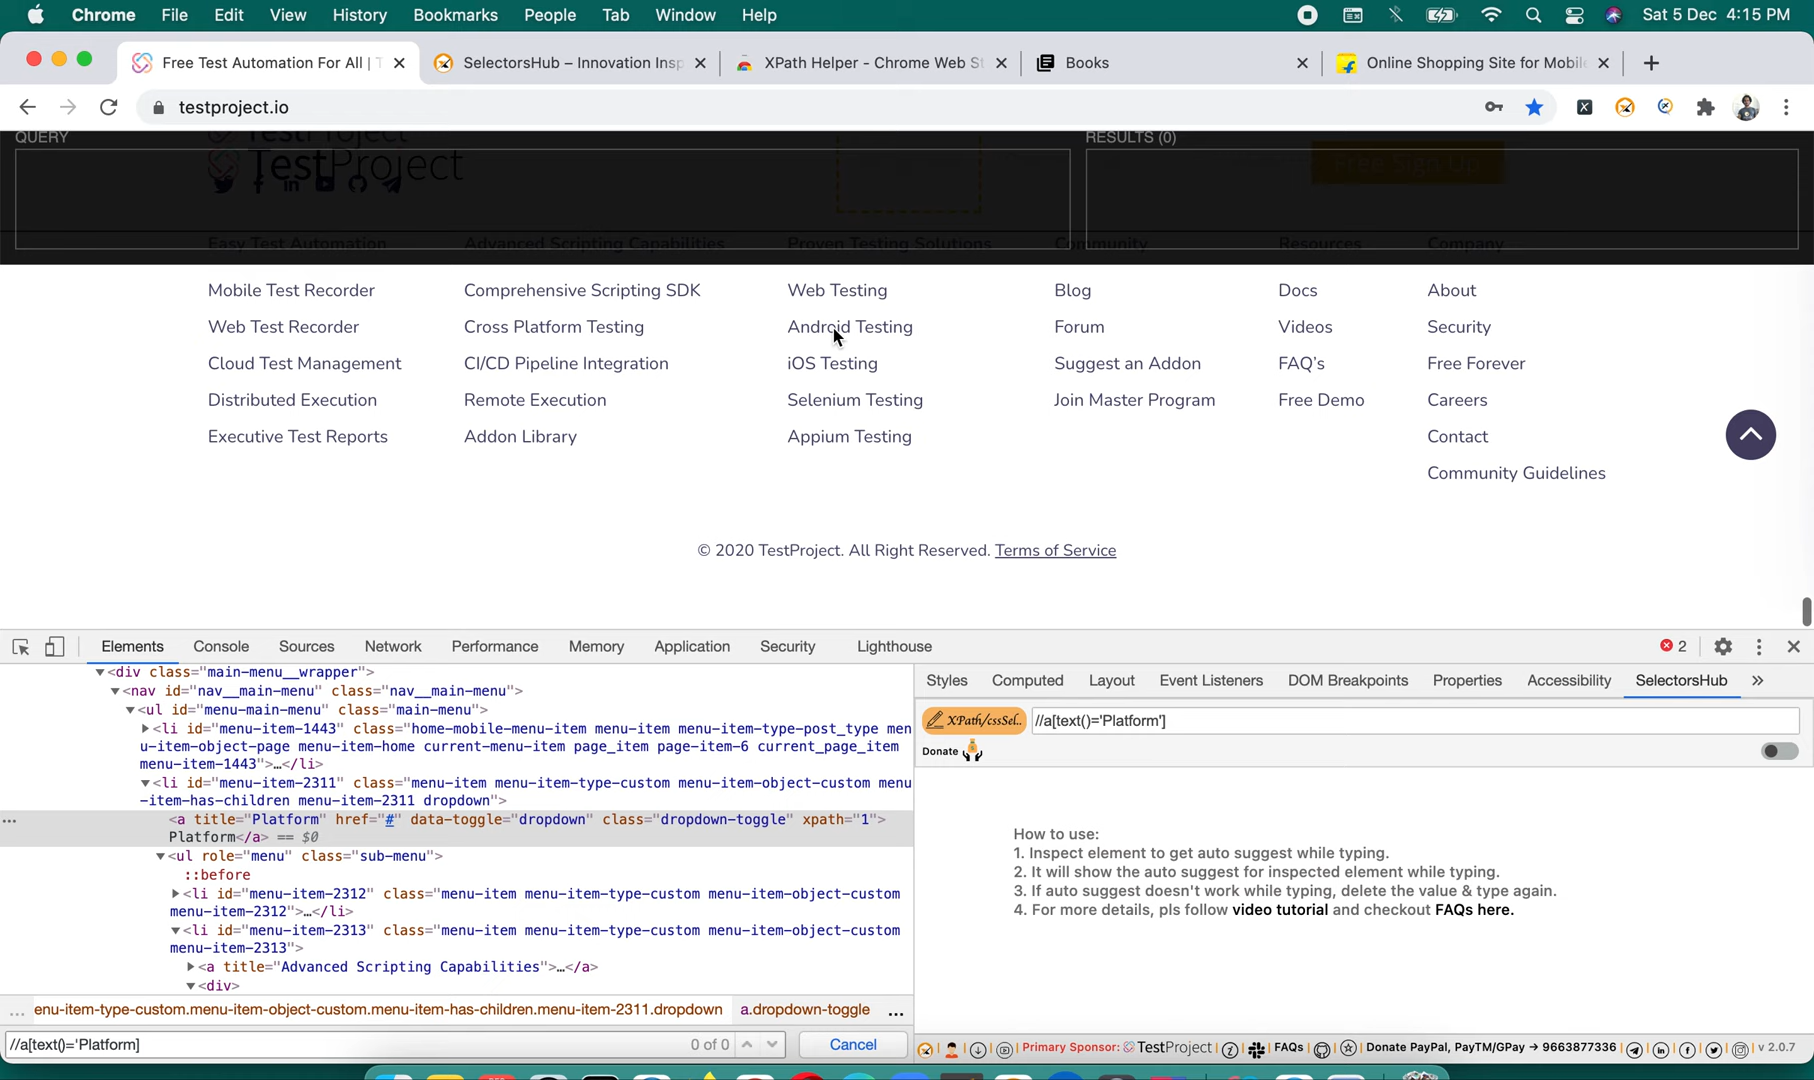 Chrome File Edit View History Bookmarks People Tab Window Help Sat 5 Dec 4:15 PM
Free Test Automation For All | T SelectorsHub – Innovation Insp XPath Helper - Chrome Web St Books Online Shopping Site for Mobile
testproject.io
QUERY RESULTS (0)
TestProject
TestProject Free Sign Up
Easy Test Automation Advanced Scripting Capabilities Proven Testing Solutions Community Resources Company
Mobile Test Recorder Comprehensive Scripting SDK Web Testing Blog Docs About
Web Test Recorder Cross Platform Testing Android Testing Forum Videos Security
Cloud Test Management CI/CD Pipeline Integration iOS Testing Suggest an Addon FAQ's Free Forever
Distributed Execution Remote Execution Selenium Testing Join Master Program Free Demo Careers
Executive Test Reports Addon Library Appium Testing Contact
Community Guidelines
© 2020 TestProject. All Right Reserved. Terms of Service
Elements Console Sources Network Performance Memory Application Security Lighthouse 2
<div class="main-menu__wrapper">
<nav id="nav__main-menu" class="nav__main-menu">
<ul id="menu-main-menu" class="main-menu">
<li id="menu-item-1443" class="home-mobile-menu-item menu-item menu-item-type-post_type men
u-item-object-page menu-item-home current-menu-item page_item page-item-6 current_page_item
menu-item-1443">…</li>
<li id="menu-item-2311" class="menu-item menu-item-type-custom menu-item-object-custom menu
-item-has-children menu-item-2311 dropdown">
… <a title="Platform" href="#" data-toggle="dropdown" class="dropdown-toggle" xpath="1">
Platform</a> == $0
<ul role="menu" class="sub-menu">
::before
<li id="menu-item-2312" class="menu-item menu-item-type-custom menu-item-object-custom
menu-item-2312">…</li>
<li id="menu-item-2313" class="menu-item menu-item-type-custom menu-item-object-custom
menu-item-2313">
<a title="Advanced Scripting Capabilities">…</a>
<div>
… enu-item-type-custom.menu-item-object-custom.menu-item-has-children.menu-item-2311.dropdown a.dropdown-toggle …
//a[text()='Platform] 0 of 0 Cancel
Styles Computed Layout Event Listeners DOM Breakpoints Properties Accessibility SelectorsHub »
XPath/cssSel.. //a[text()='Platform']
Donate
How to use:
1. Inspect element to get auto suggest while typing.
2. It will show the auto suggest for inspected element while typing.
3. If auto suggest doesn't work while typing, delete the value & type again.
4. For more details, pls follow video tutorial and checkout FAQs here.
Primary Sponsor: TestProject FAQs Donate PayPal, PayTM/GPay → 9663877336 v 2.0.7